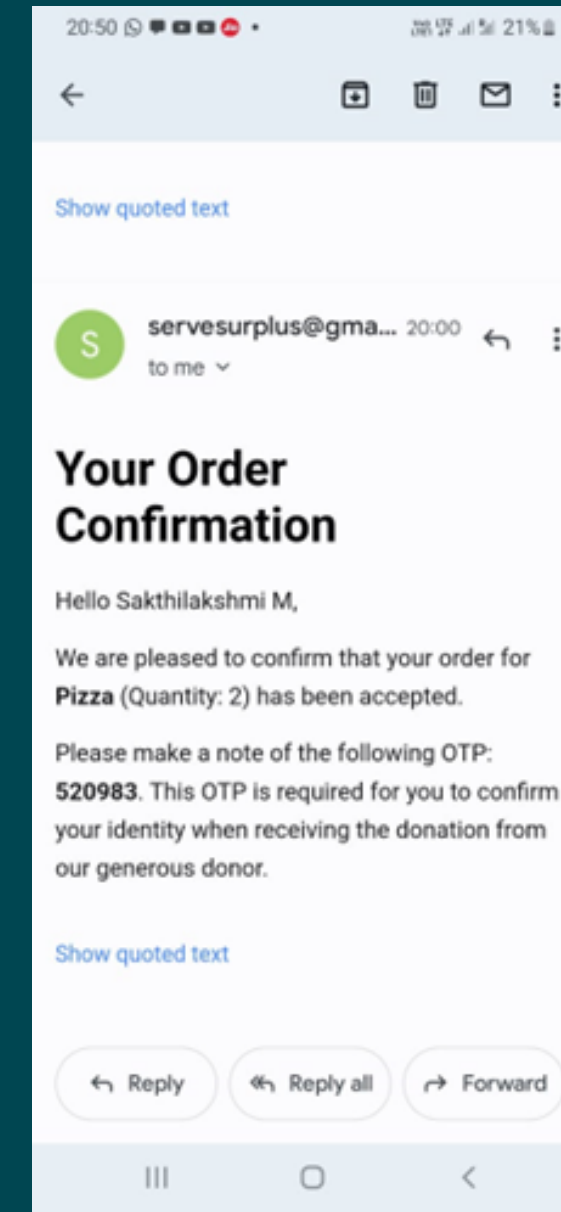 20:50
21%
Show quoted text
S
servesurplus@gma... 20:00
to me
Your Order
Confirmation
Hello Sakthilakshmi M,
We are pleased to confirm that your order for
Pizza (Quantity: 2) has been accepted.
Please make a note of the following OTP:
520983. This OTP is required for you to confirm
your identity when receiving the donation from
our generous donor.
Show quoted text
Reply Reply all Forward